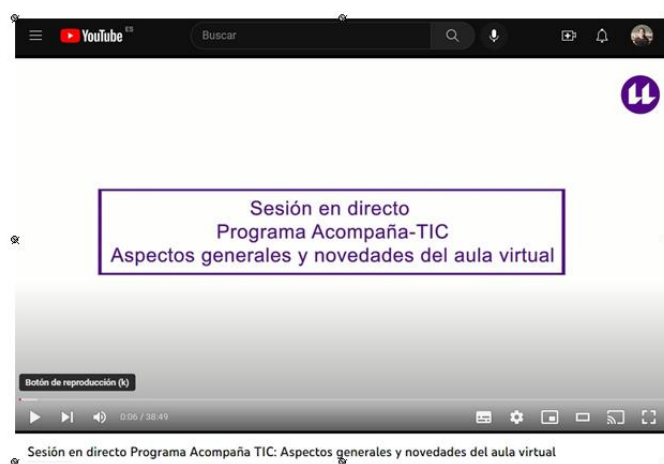 YouTube ES
Buscar
Sesión en directo
Programa Acompaña-TIC
Aspectos generales y novedades del aula virtual
Botón de reproducción (k)
0:06 / 38:49
Sesión en directo Programa Acompaña TIC: Aspectos generales y novedades del aula virtual